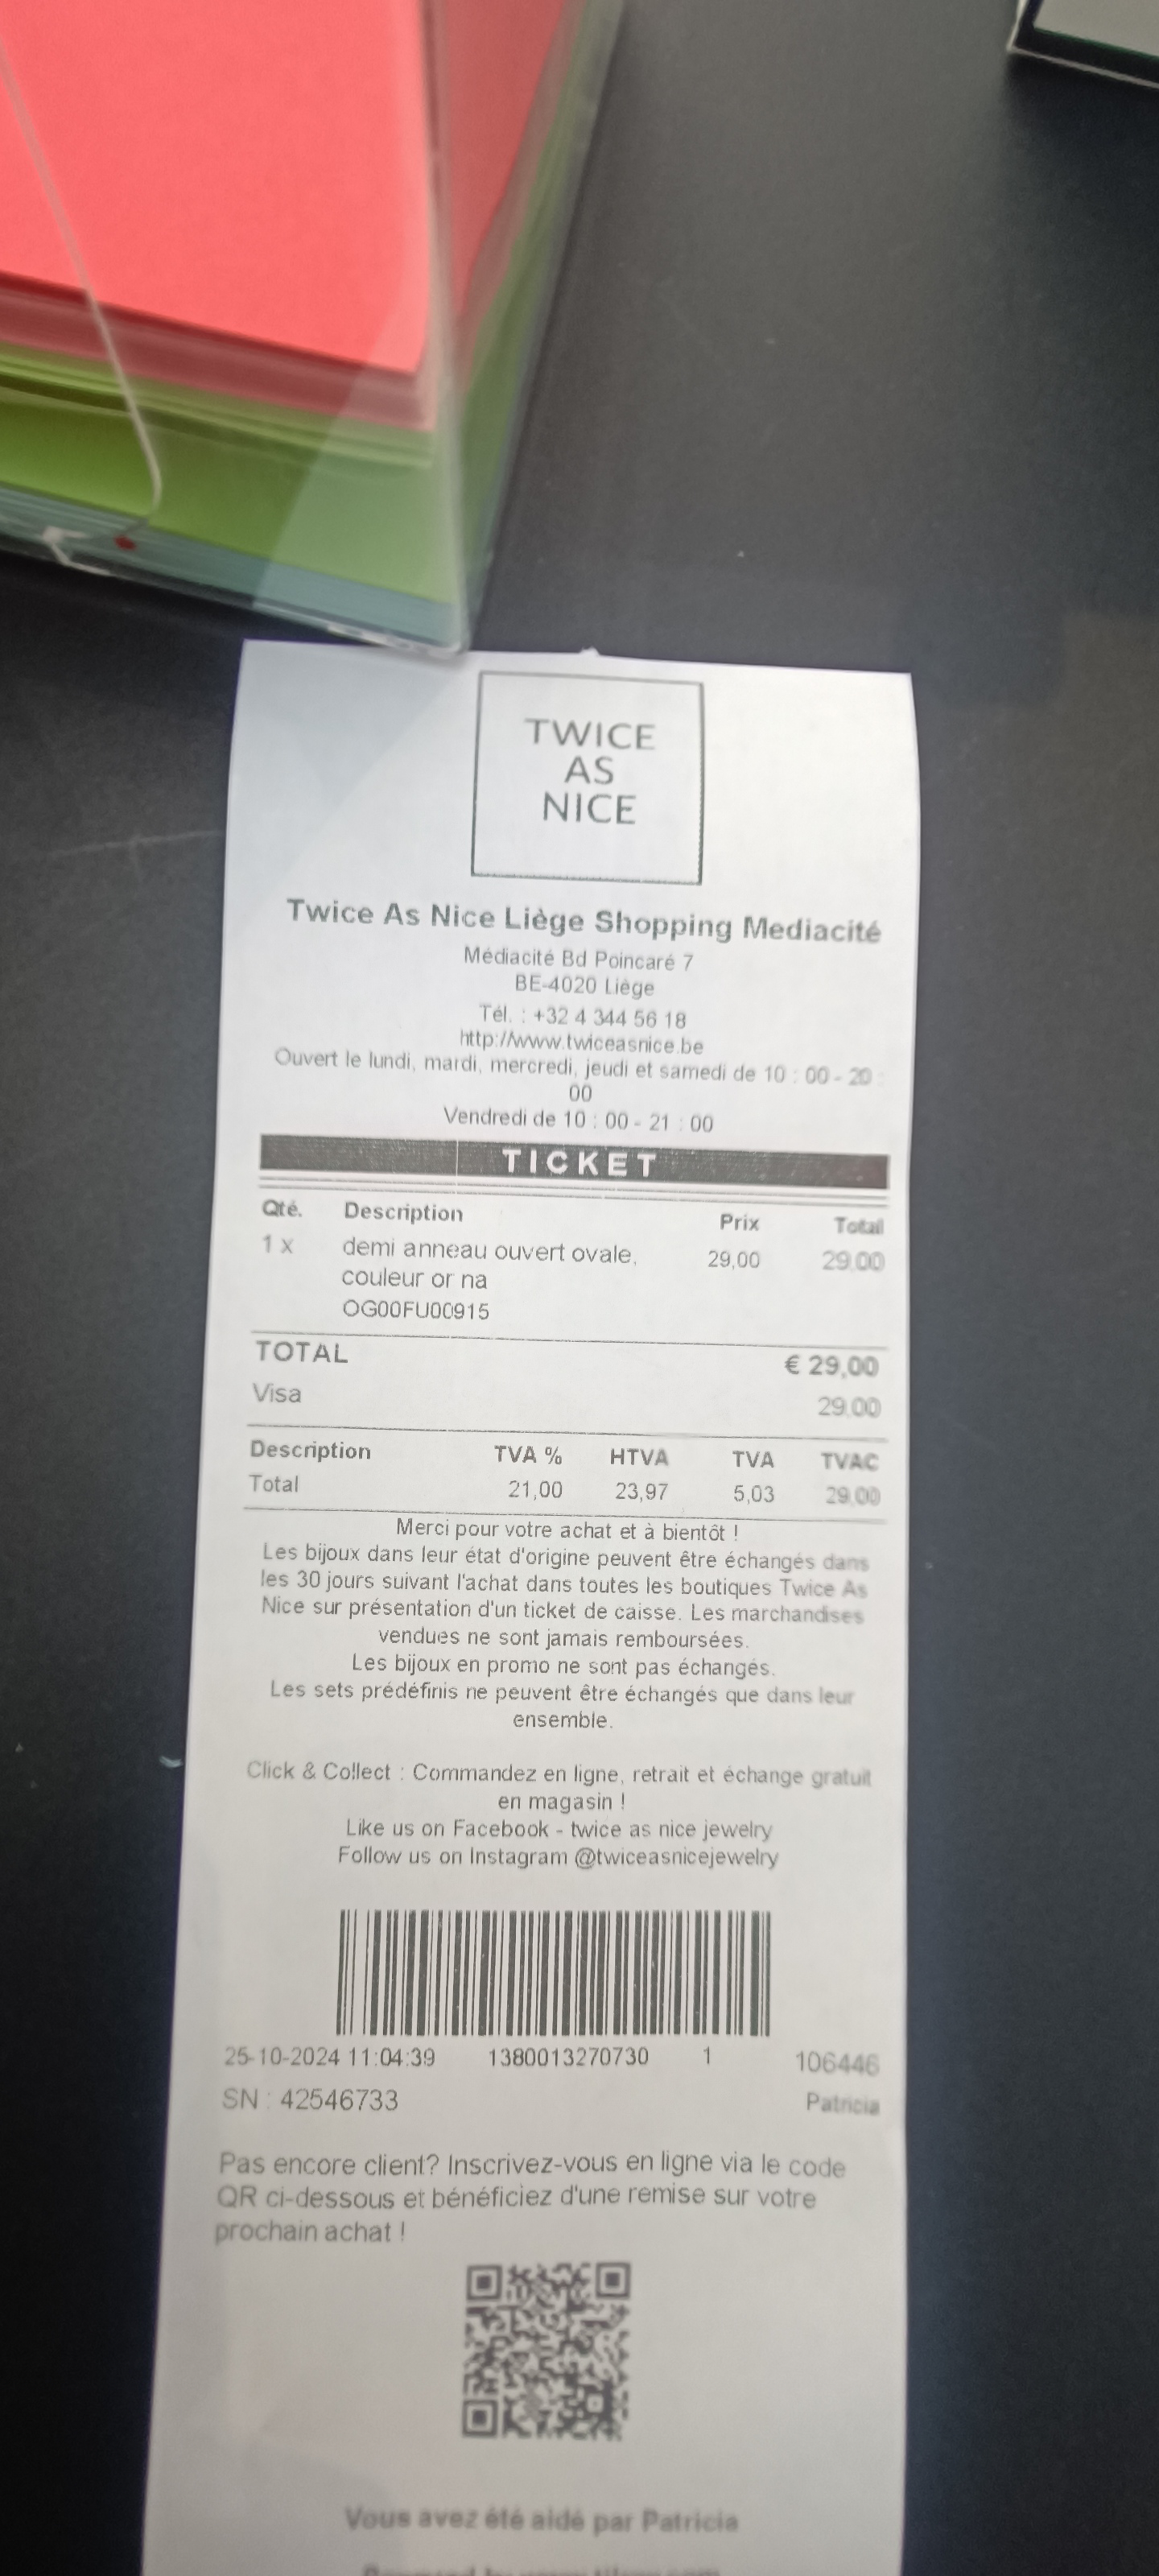 TWICE
AS
NICE
Twice As Nice Liège Shopping Mediacité
Médiacité Bd Poincaré 7
BE-4020 Liège
Tél. : +32 4 344 56 18
http://www.twiceasnice.be
Ouvert le lundi, mardi, mercredi, jeudi et samedi de 10 : 00 - 20 :
00
Vendredi de 10 : 00 - 21 : 00
TICKET
Qté. Description Prix Total
1 x demi anneau ouvert ovale, 29,00 29,00
couleur or na
OG00FU00915
TOTAL € 29,00
Visa 29,00
Description TVA % HTVA TVA TVAC
Total 21,00 23,97 5,03 29,00
Merci pour votre achat et à bientôt !
Les bijoux dans leur état d'origine peuvent être échangés dans
les 30 jours suivant l'achat dans toutes les boutiques Twice As
Nice sur présentation d'un ticket de caisse. Les marchandises
vendues ne sont jamais remboursées.
Les bijoux en promo ne sont pas échangés.
Les sets prédéfinis ne peuvent être échangés que dans leur
ensemble.
Click & Collect : Commandez en ligne, retrait et échange gratuit
en magasin !
Like us on Facebook - twice as nice jewelry
Follow us on Instagram @twiceasnicejewelry
25-10-2024 11:04:39 1380013270730 1 106446
SN : 42546733 Patricia
Pas encore client? Inscrivez-vous en ligne via le code
QR ci-dessous et bénéficiez d'une remise sur votre
prochain achat !
Vous avez été aidé par Patricia